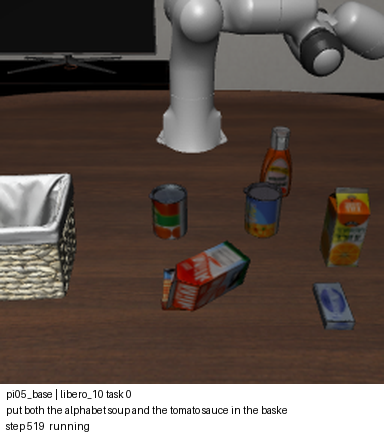 pi05_base | libero_10 task 0
put both the alphabet soup and the tomato sauce in the baske
step 519 running